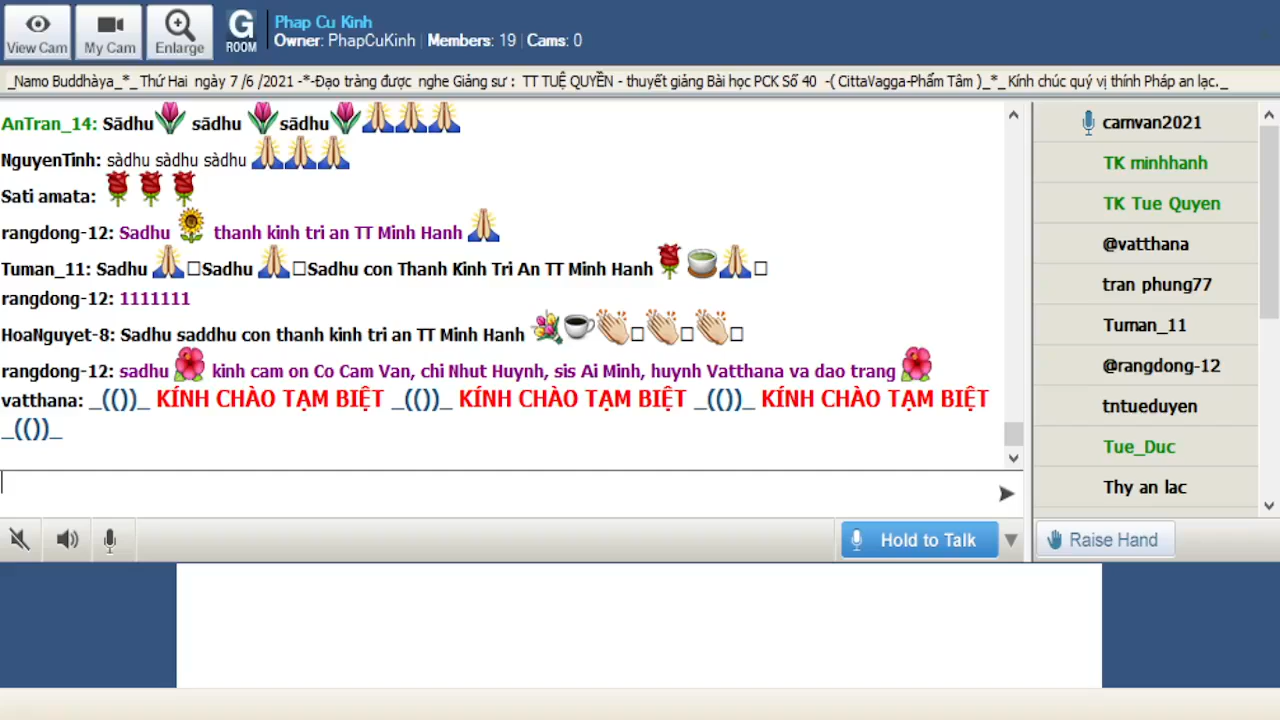 View Cam
My Cam
Enlarge
G
ROOM
Phap Cu Kinh
Owner: PhapCuKinh | Members: 19 | Cams: 0
_Namo Buddhàya_*_ Thứ Hai ngày 7 /6 /2021 -*-Đạo tràng được nghe Giảng sư : TT TUỆ QUYỀN - thuyết giảng Bài học PCK Số 40 -( CittaVagga-Phẩm Tâm )_*_ Kính chúc quý vị thính Pháp an lạc._
AnTran_14: Sādhu sādhu sādhu
NguyenTinh: sàdhu sàdhu sàdhu
Sati amata:
rangdong-12: Sadhu thanh kinh tri an TT Minh Hanh
Tuman_11: Sadhu Sadhu Sadhu con Thanh Kinh Tri An TT Minh Hanh
rangdong-12: 1111111
HoaNguyet-8: Sadhu saddhu con thanh kinh tri an TT Minh Hanh
rangdong-12: sadhu kinh cam on Co Cam Van, chi Nhut Huynh, sis Ai Minh, huynh Vatthana va dao trang
vatthana: _(())_ KÍNH CHÀO TẠM BIỆT _(())_ KÍNH CHÀO TẠM BIỆT _(())_ KÍNH CHÀO TẠM BIỆT
_(())_
camvan2021
TK minhhanh
TK Tue Quyen
@vatthana
tran phung77
Tuman_11
@rangdong-12
tntueduyen
Tue_Duc
Thy an lac
Hold to Talk
Raise Hand